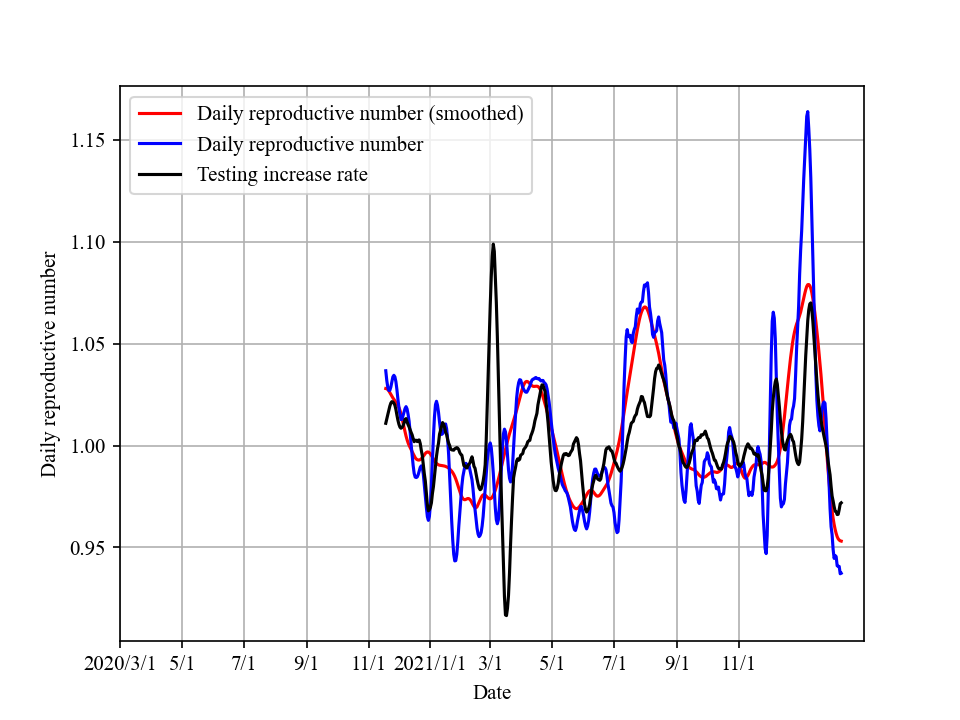 Daily reproductive number (smoothed)
Daily reproductive number
Testing increase rate
Daily reproductive number
1.15
1.10
1.05
1.00
0.95
2020/3/1 5/1 7/1 9/1 11/1 2021/1/1 3/1 5/1 7/1 9/1 11/1
Date